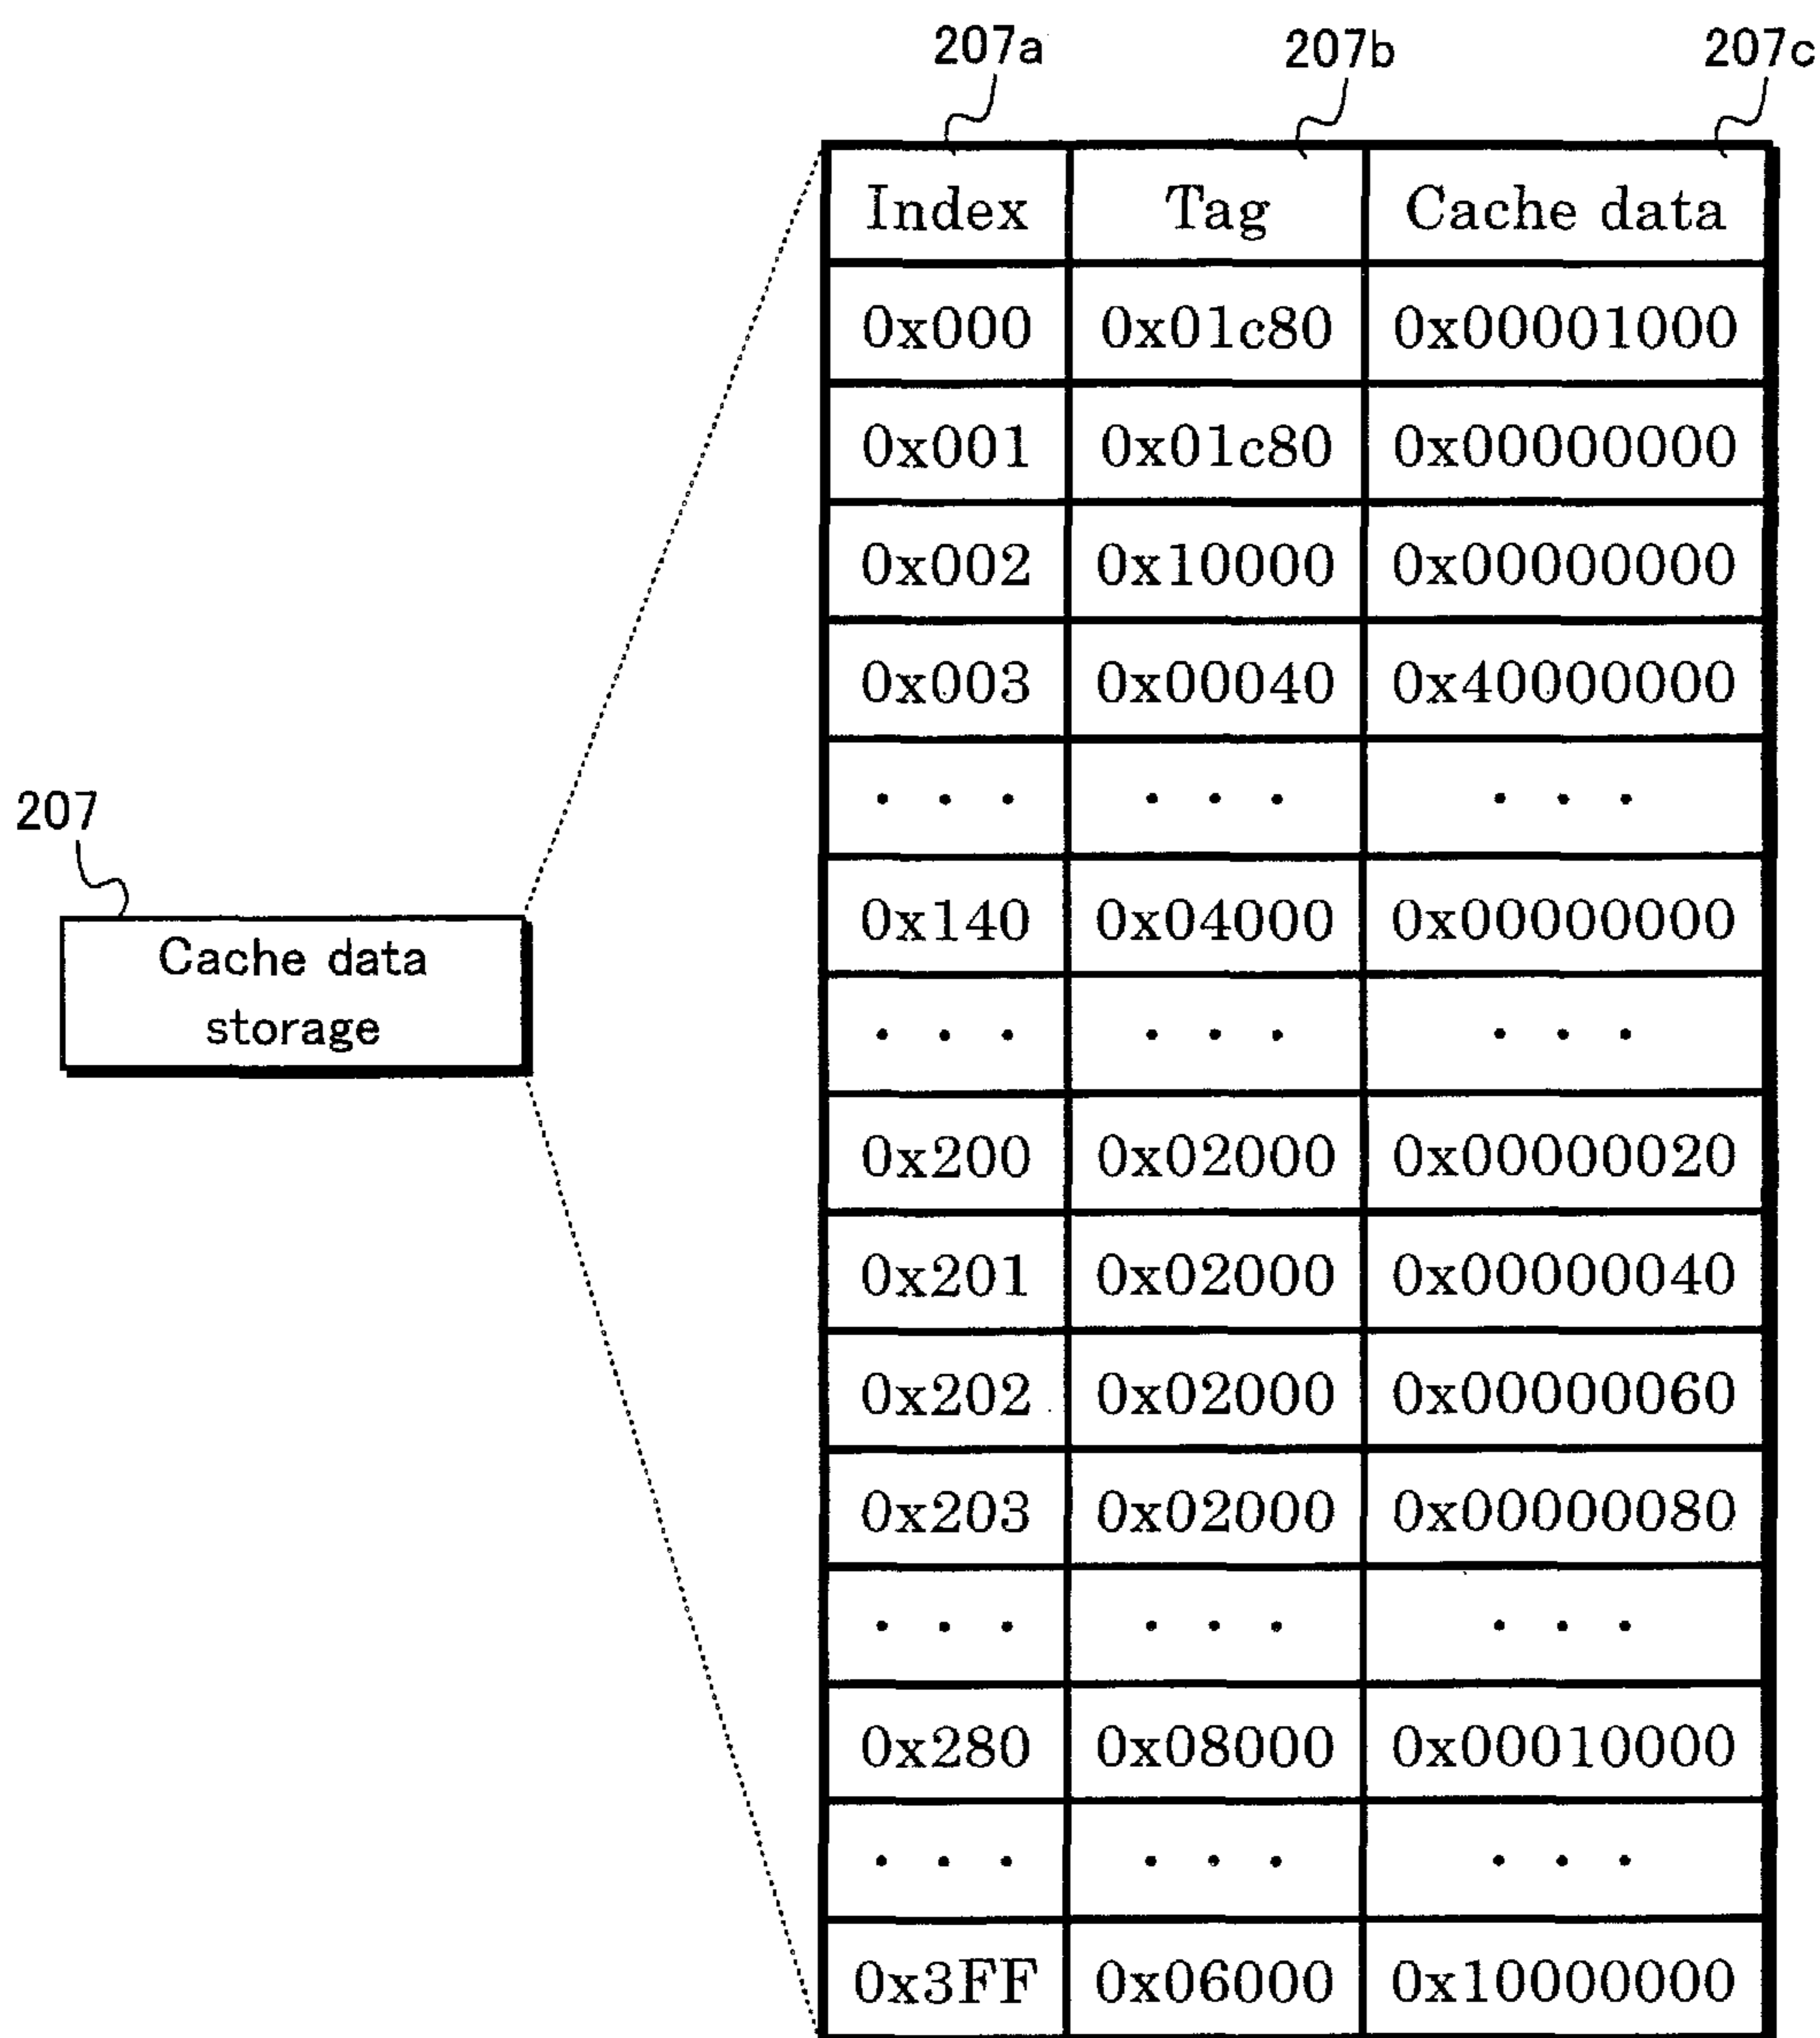 207a 207b 207c
Index Tag Cache data
0x000 0x01c80 0x00001000
0x001 0x01c80 0x00000000
0x002 0x10000 0x00000000
0x003 0x00040 0x40000000
· · · · · · · · ·
207
0x140 0x04000 0x00000000
Cache data
storage
· · · · · · · · ·
0x200 0x02000 0x00000020
0x201 0x02000 0x00000040
0x202 0x02000 0x00000060
0x203 0x02000 0x00000080
· · · · · · · · ·
0x280 0x08000 0x00010000
· · · · · · · · ·
0x3FF 0x06000 0x10000000